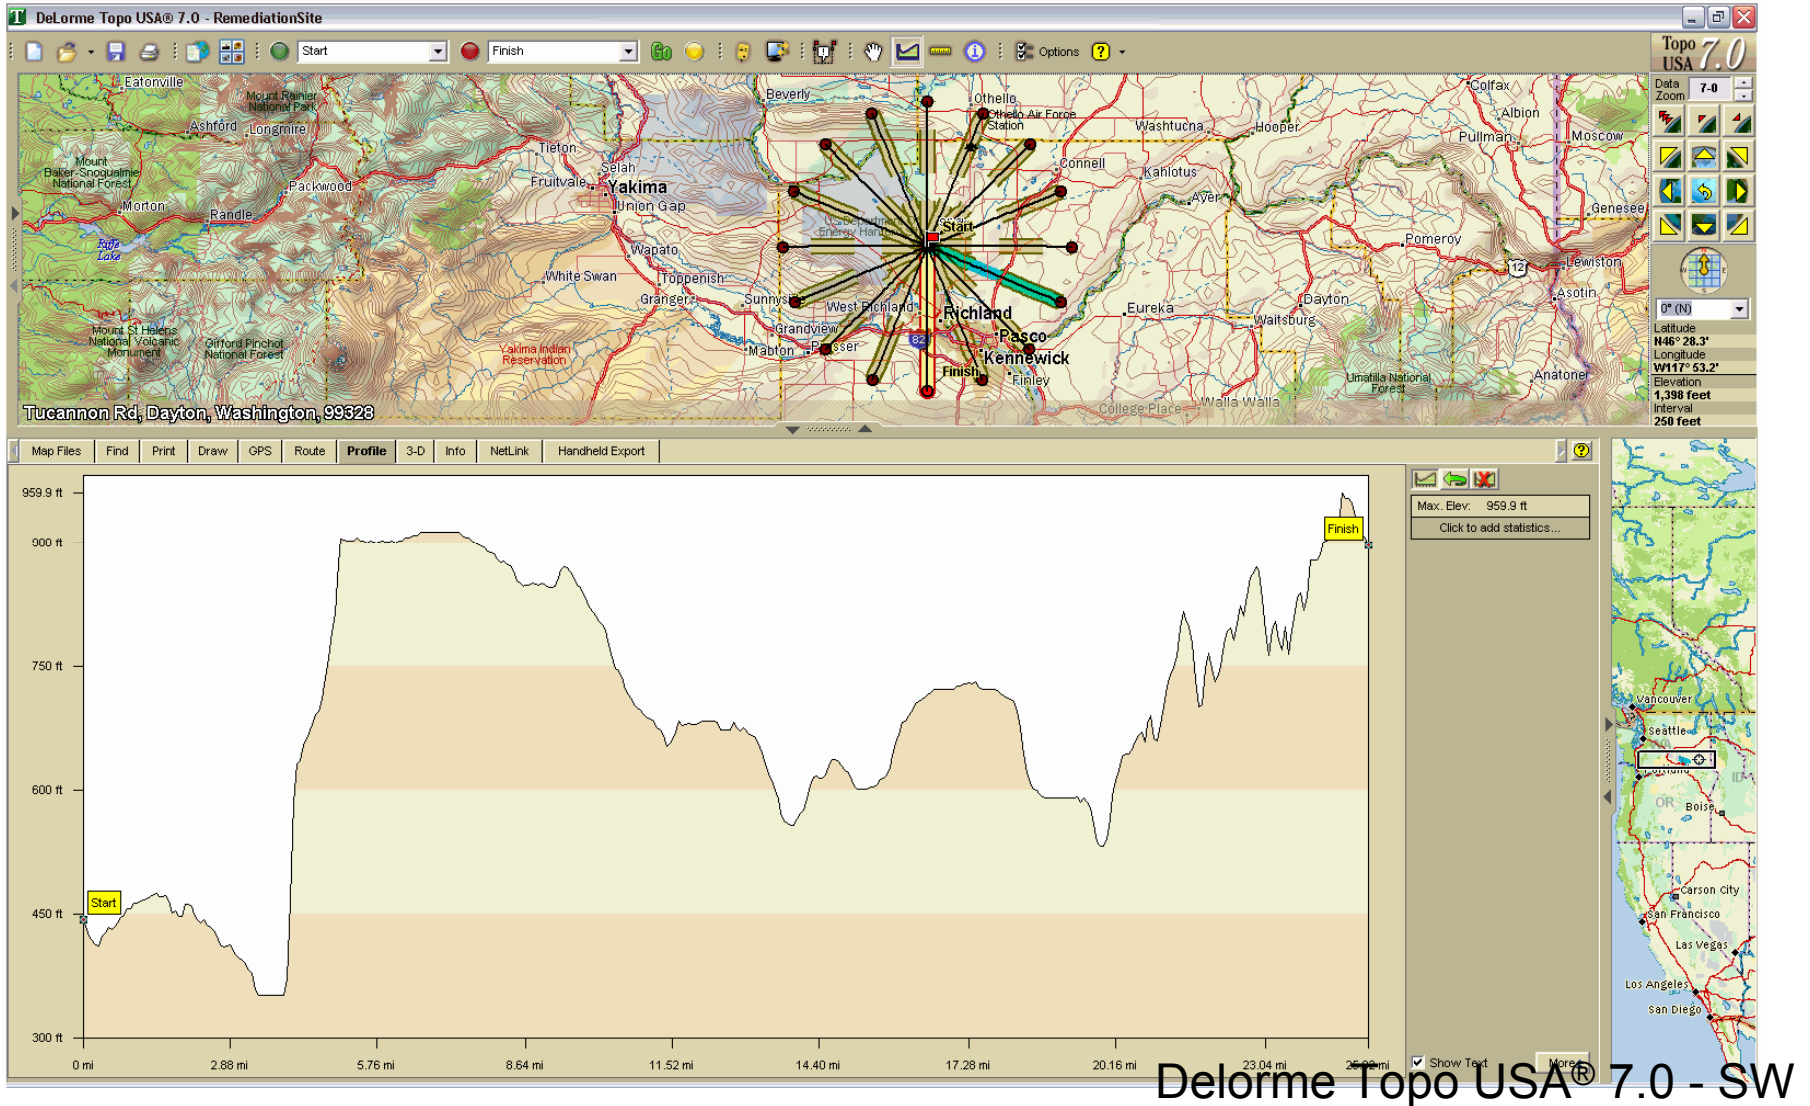 DeLorme Topo USA® 7.0 - RemediationSite
Start
Finish
Go
Options
Topo USA 7.0
Data Zoom 7-0
0° (N)
Latitude
N46° 28.3'
Longitude
W117° 53.2'
Elevation
1,398 feet
Interval
250 feet
Eatonville
Mount Rainier
National Park
Ashford
Longmire
Mount
Baker-Snoqualmie
National Forest
Packwood
Morton
Randle
Riffe
Lake
Mount St Helens
National Volcanic
Monument
Gifford Pinchot
National Forest
Tieton
Selah
Fruitvale
Yakima
Union Gap
Wapato
White Swan
Toppenish
Granger
Grandview
Mabton
Yakima Indian
Reservation
Beverly
Othello
Othello Air Force
Station
Connell
Washtucna
Hooper
Kahlotus
Ayer
Start
West Richland
Richland
Pasco
Kennewick
Finish
Finley
82
Eureka
Colfax
Albion
Pullman
Moscow
Genesee
Pomeroy
12
Lewiston
Asotin
Dayton
Waitsburg
Umatilla National
Forest
Anatone
College Place
Walla Walla
Tucannon Rd, Dayton, Washington, 99328
Map Files
Find
Print
Draw
GPS
Route
Profile
3-D
Info
NetLink
Handheld Export
959.9 ft
900 ft
750 ft
600 ft
450 ft
300 ft
Start
Finish
0 mi
2.88 mi
5.76 mi
8.64 mi
11.52 mi
14.40 mi
17.28 mi
20.16 mi
23.04 mi
Max. Elev: 959.9 ft
Click to add statistics...
Show Text
Vancouver
Seattle
Portland
ID
OR
Boise
Carson City
San Francisco
Las Vegas
Los Angeles
San Diego
Delorme Topo USA® 7.0 - SW